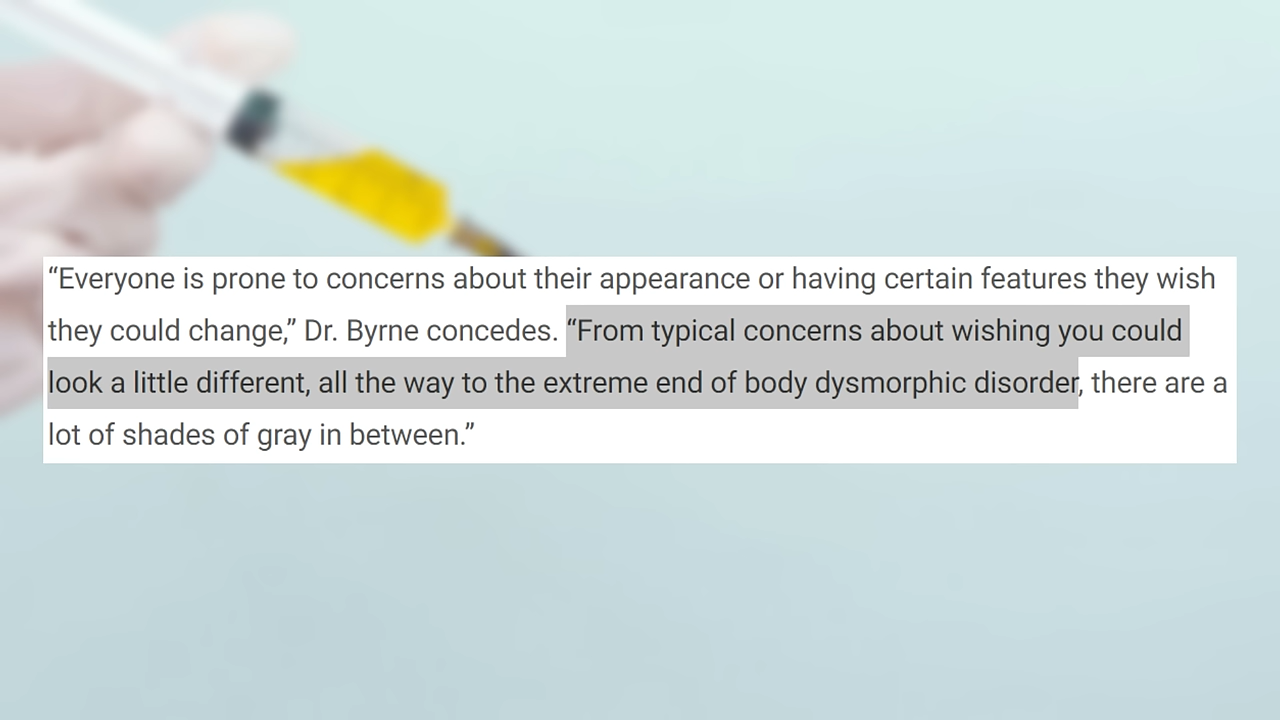 “Everyone is prone to concerns about their appearance or having certain features they wish
they could change,” Dr. Byrne concedes. “From typical concerns about wishing you could
look a little different, all the way to the extreme end of body dysmorphic disorder, there are a
lot of shades of gray in between.”